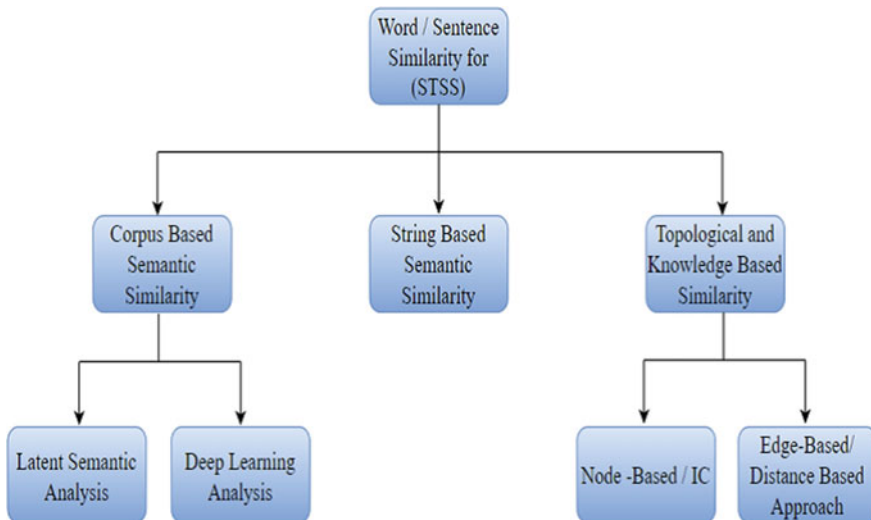 Word / Sentence
Similarity for
(STSS)
Corpus Based
Semantic
Similarity
String Based
Semantic
Similarity
Topological and
Knowledge Based
Similarity
Latent Semantic
Analysis
Deep Learning
Analysis
Node -Based / IC
Edge-Based/
Distance Based
Approach